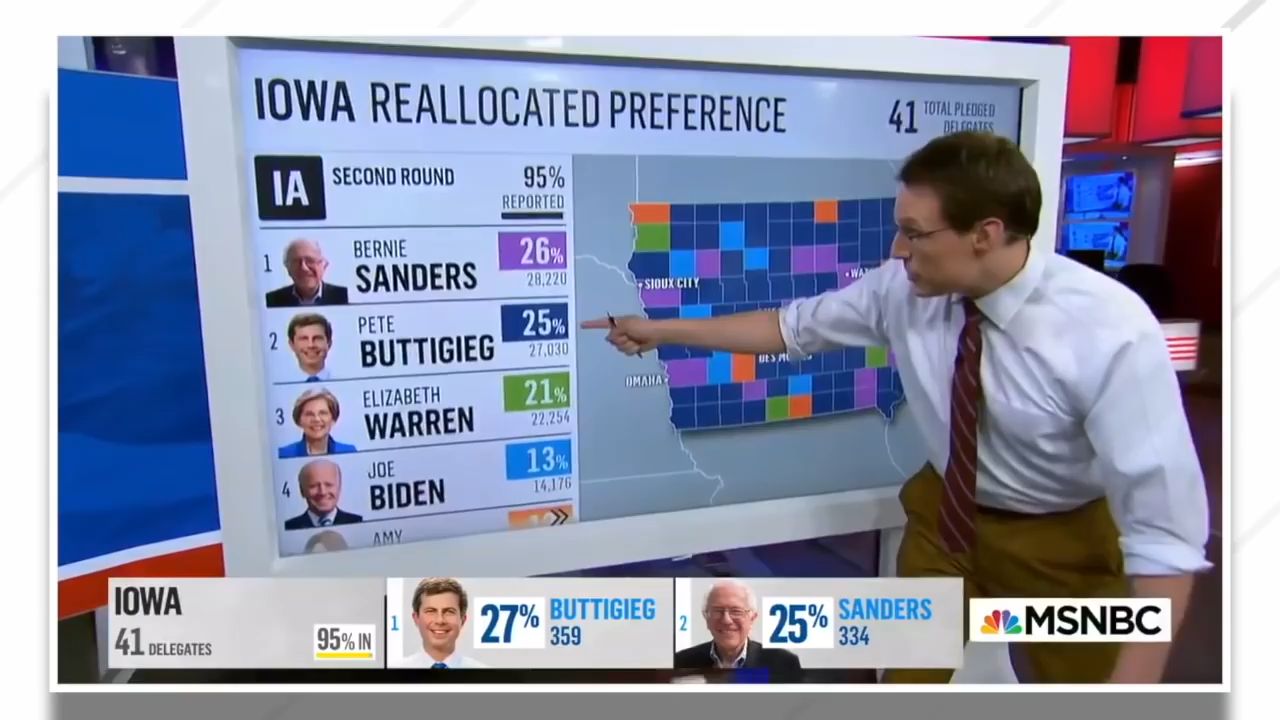 IOWA REALLOCATED PREFERENCE
41 TOTAL PLEDGED
DELEGATES
IA SECOND ROUND 95%
REPORTED
1 BERNIE 26%
SANDERS 28,220
2 PETE 25%
BUTTIGIEG 27,030
3 ELIZABETH 21%
WARREN 22,254
4 JOE 13%
BIDEN 14,176
AMY
SIOUX CITY
OMAHA
IOWA
41 DELEGATES
95% IN
1 27% BUTTIGIEG
359
2 25% SANDERS
334
MSNBC